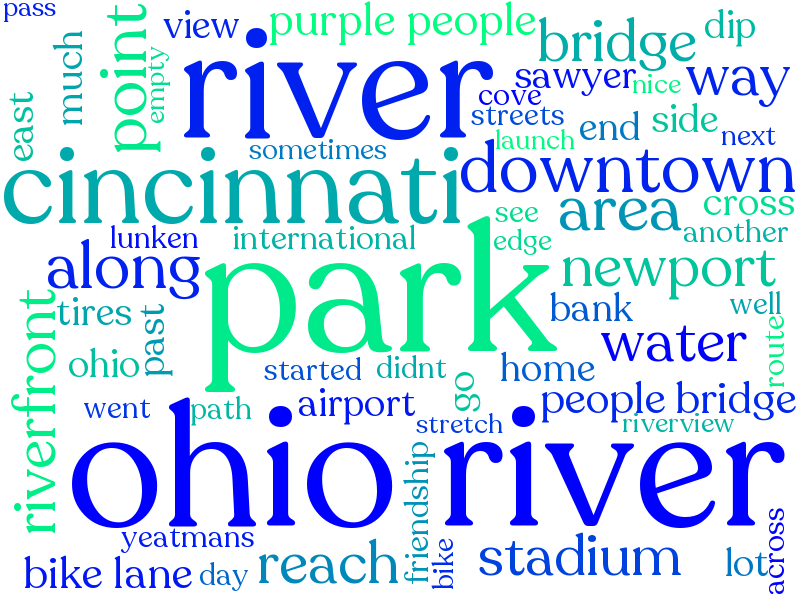 pass
view
purple people
bridge
dip
much
point
empty
river
sawyer
nice
way
cove
east
streets
launch
end
side
next
sometimes
cincinnati
downtown
see
area
cross
lunken
international
edge
another
along
park
newport
tires
past
bank
well
riverfront
ohio
water
route
started
didnt
home
went
path
airport
go
people bridge
stretch
riverview
ohio river
friendship
yeatmans
bike lane
day
reach
bike
stadium
lot
across